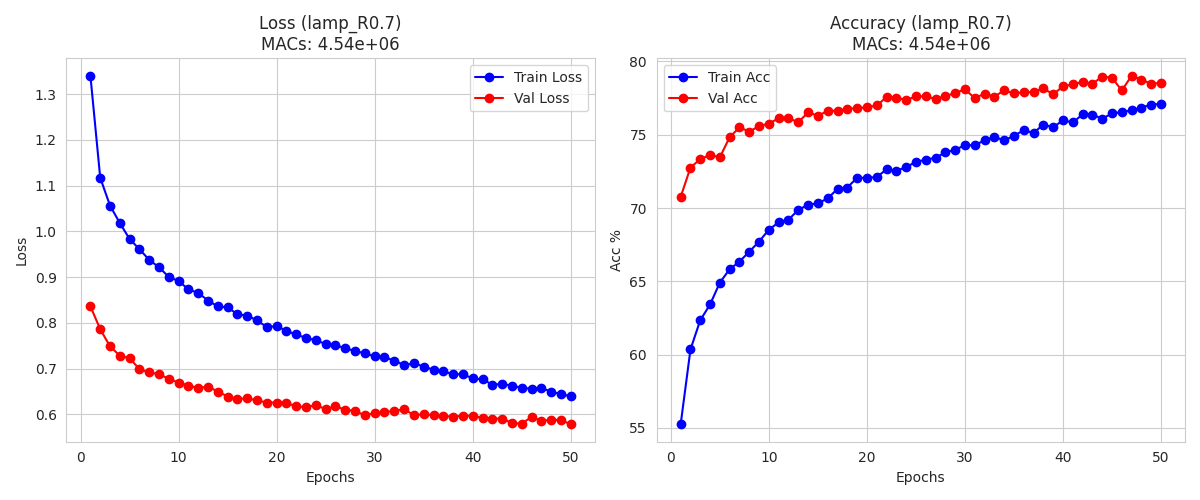 Loss (lamp_R0.7)
MACs: 4.54e+06
Train Loss
Val Loss
1.3
1.2
1.1
1.0
0.9
0.8
0.7
0.6
Loss
0 10 20 30 40 50
Epochs
Accuracy (lamp_R0.7)
MACs: 4.54e+06
Train Acc
Val Acc
80
75
70
65
60
55
Acc %
0 10 20 30 40 50
Epochs